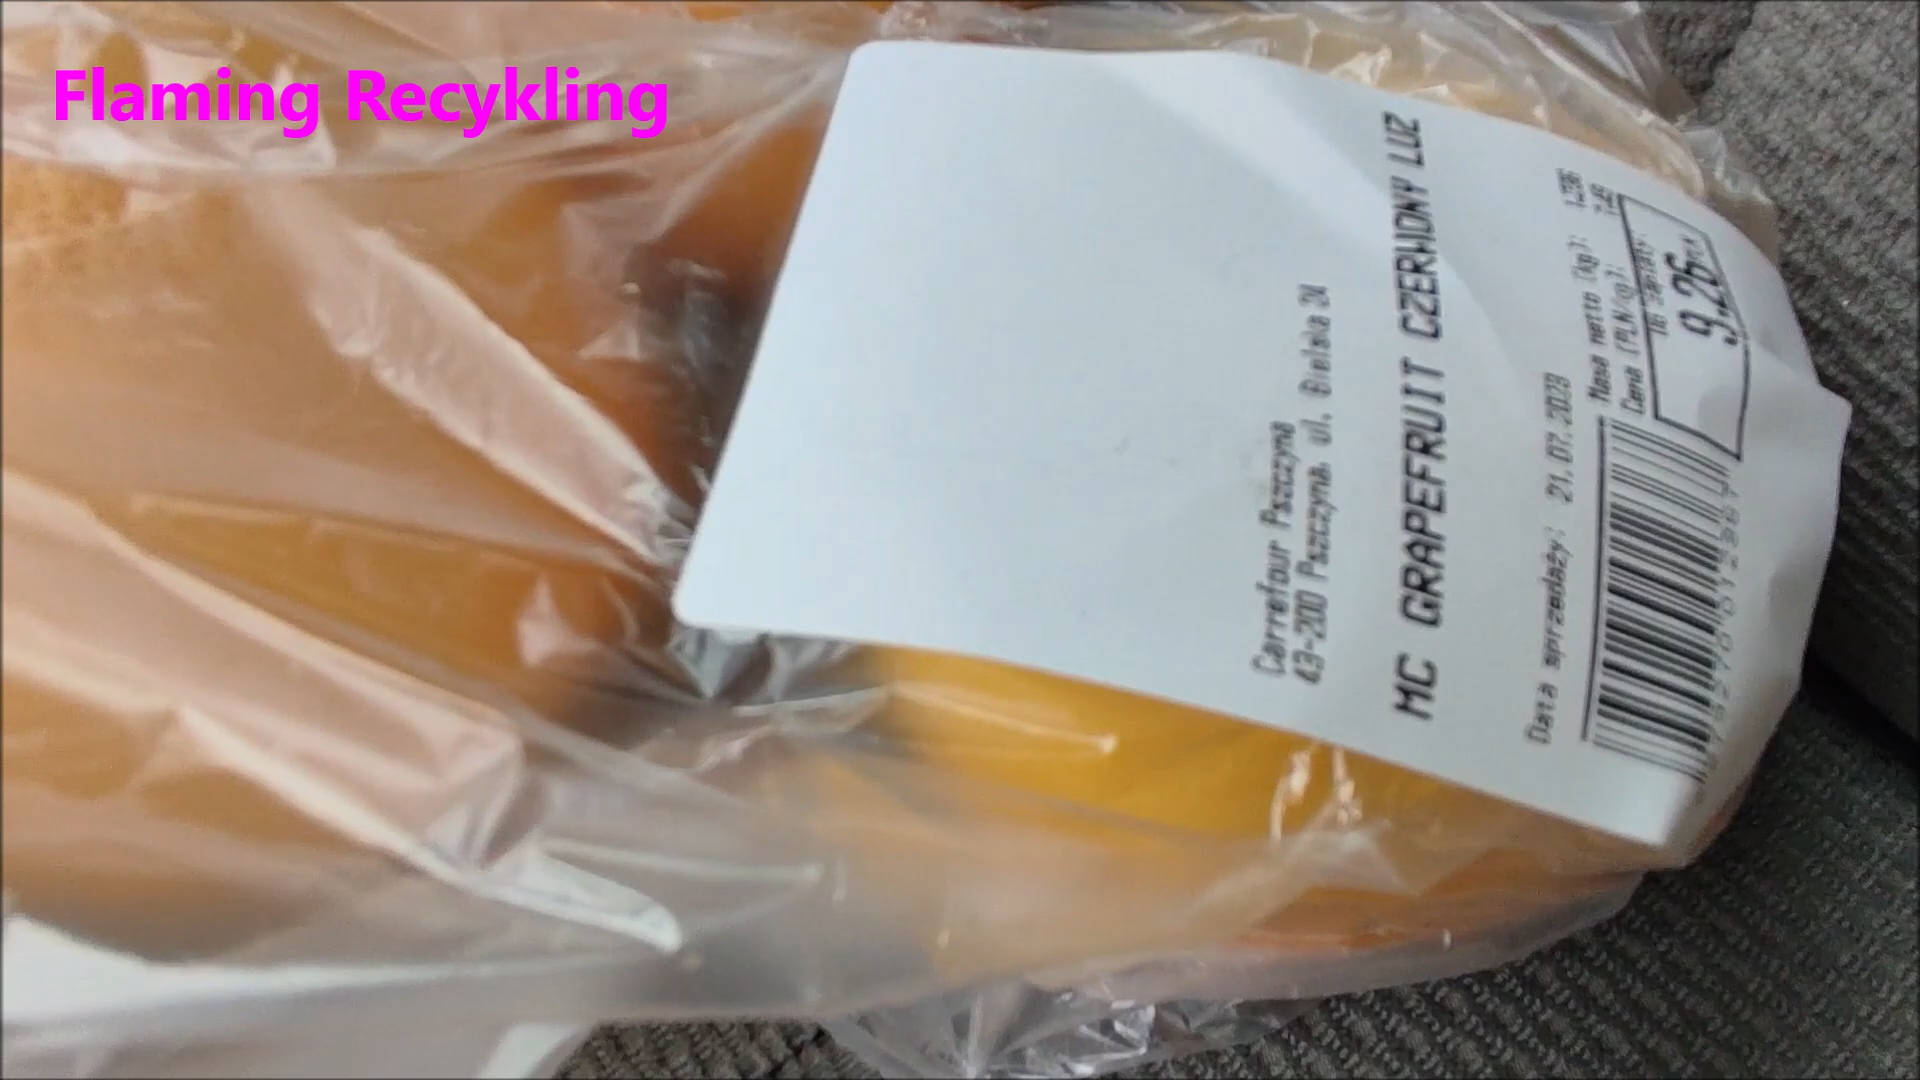 Flaming Recykling
Carrefour Pszczyna
43-200 Pszczyna, ul. Bielska 24
MC GRAPEFRUIT CZERWONY LUZ
Data sprzedaży: 21.07.2023
Masa netto (kg):
Cena (PLN/kg):
Do zapłaty:
9.26